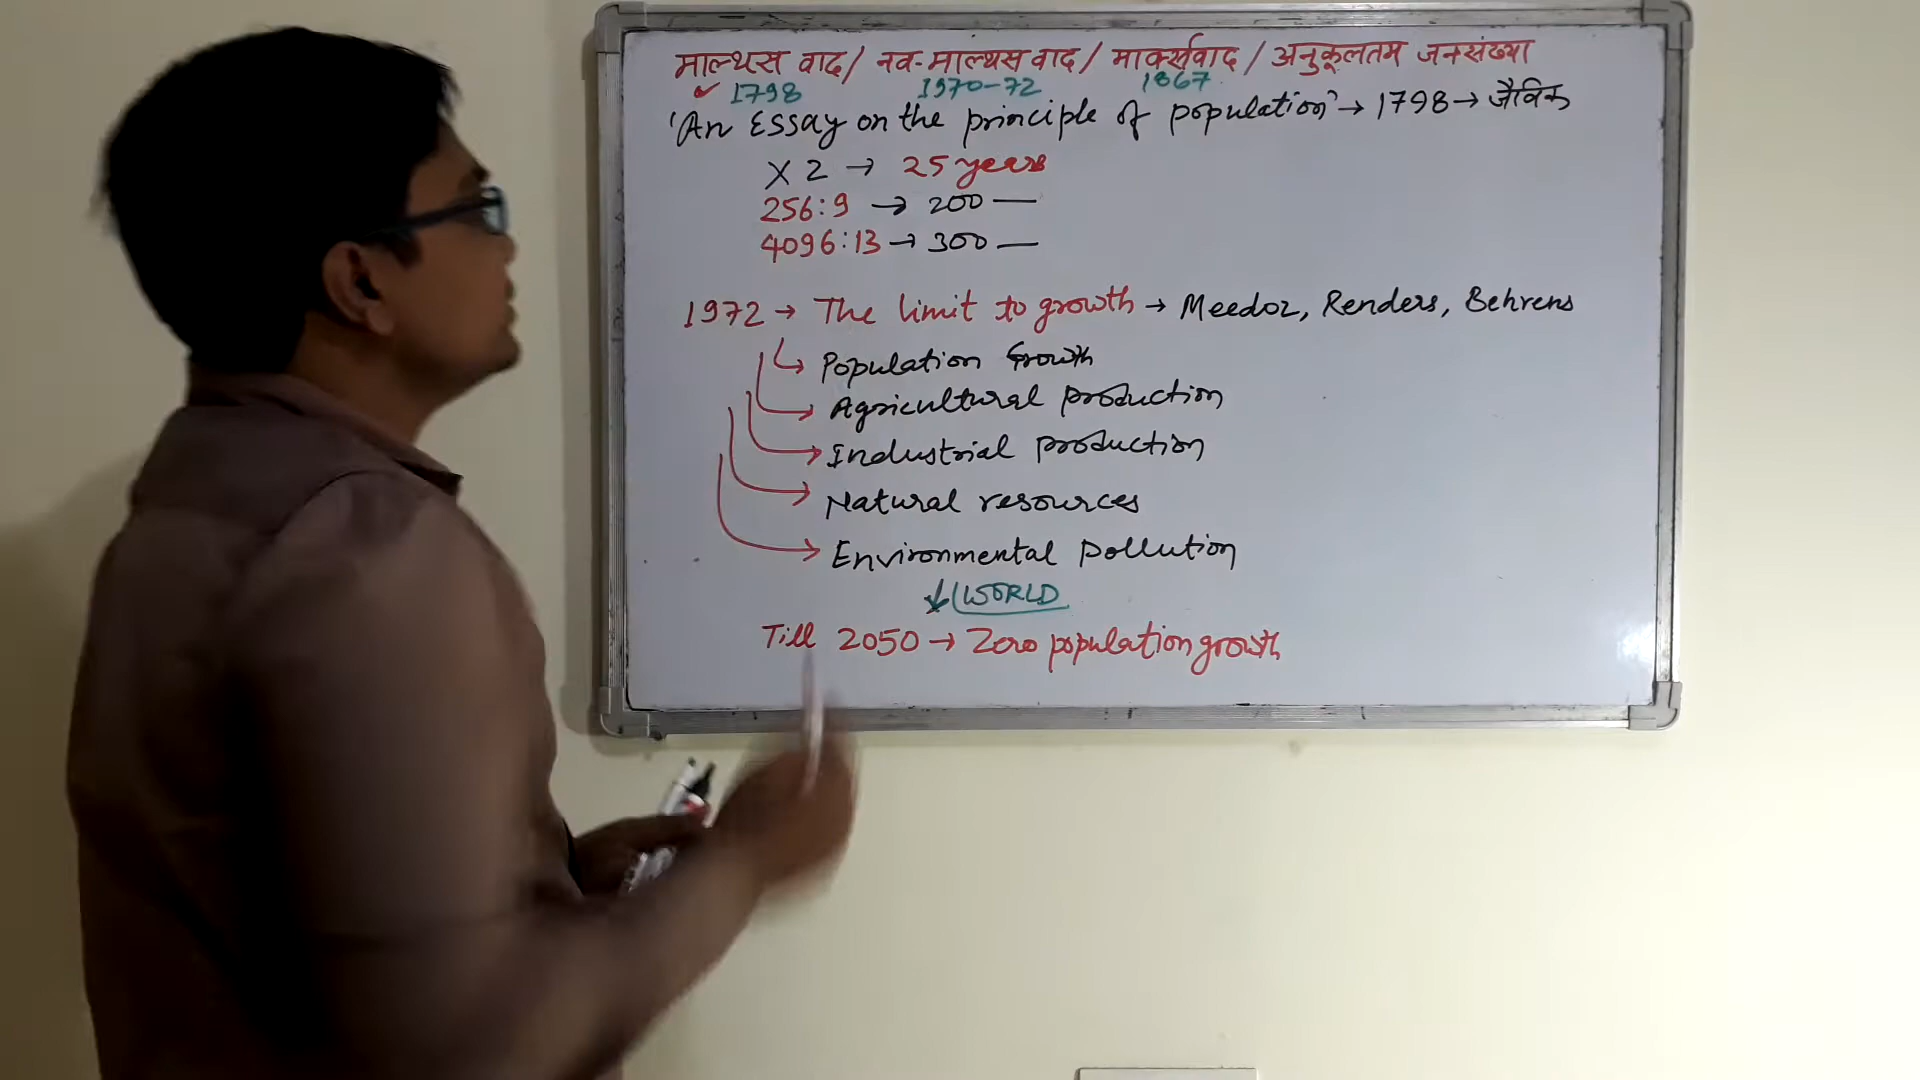 माल्थस वाद / नव-माल्थस वाद / मार्क्सवाद / अनुकूलतम जनसंख्या
✓ 1798 1970-72 1867
'An Essay on the principle of population' → 1798 → जैविक
X 2 → 25 years
256:9 → 200 —
4096:13 → 300 —
1972 → The limit to growth → Meedoz, Renders, Behrens
→ Population Growth
→ Agricultural production
→ Industrial production
→ Natural resources
→ Environmental pollution
↓ WORLD
Till 2050 → Zero population growth